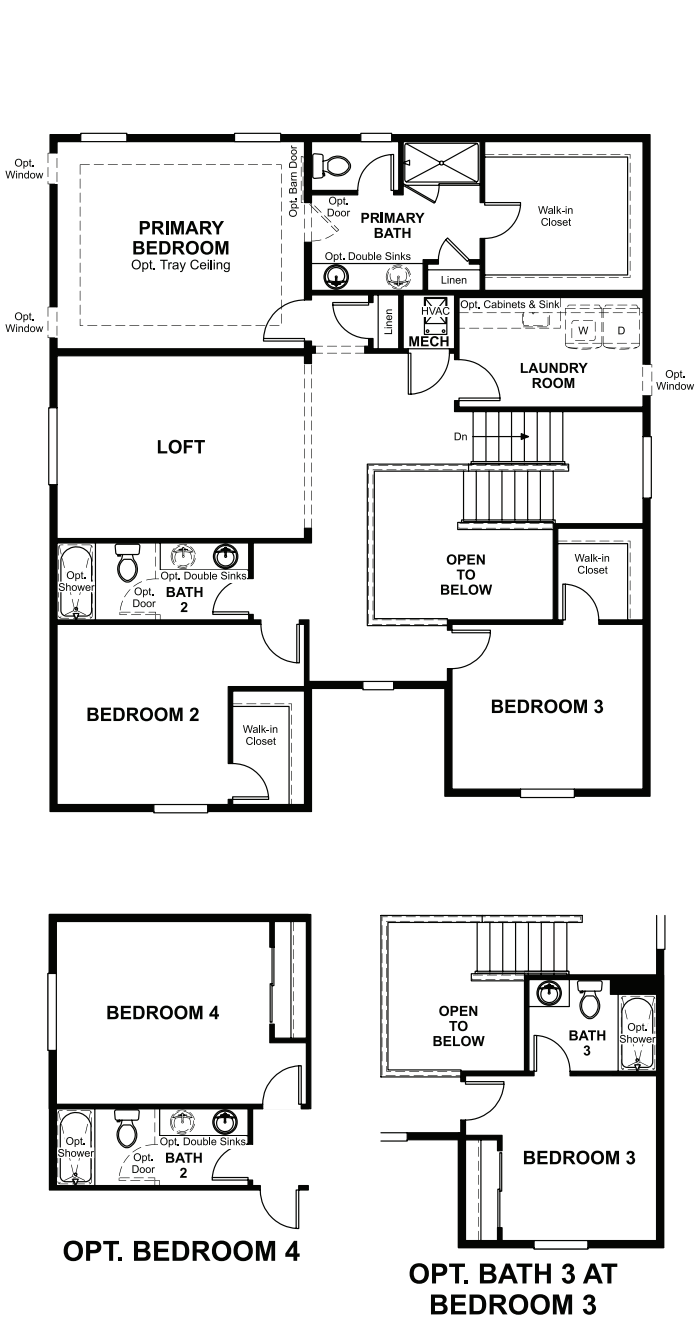 Opt.
Window
PRIMARY
BEDROOM
Opt. Tray Ceiling
Opt. Barn Door
Opt.
Door
PRIMARY
BATH
Opt. Double Sinks
Linen
Walk-in
Closet
Opt.
Window
Linen
HVAC
MECH
Opt. Cabinets & Sink
W
D
LAUNDRY
ROOM
Opt.
Window
LOFT
Dn
OPEN
TO
BELOW
Walk-in
Closet
Opt.
Shower
Opt. Double Sinks
Opt.
Door
BATH
2
BEDROOM 2
Walk-in
Closet
BEDROOM 3
BEDROOM 4
Opt.
Shower
Opt. Double Sinks
Opt.
Door
BATH
2
OPT. BEDROOM 4
OPEN
TO
BELOW
BATH
3
Opt.
Shower
BEDROOM 3
OPT. BATH 3 AT
BEDROOM 3